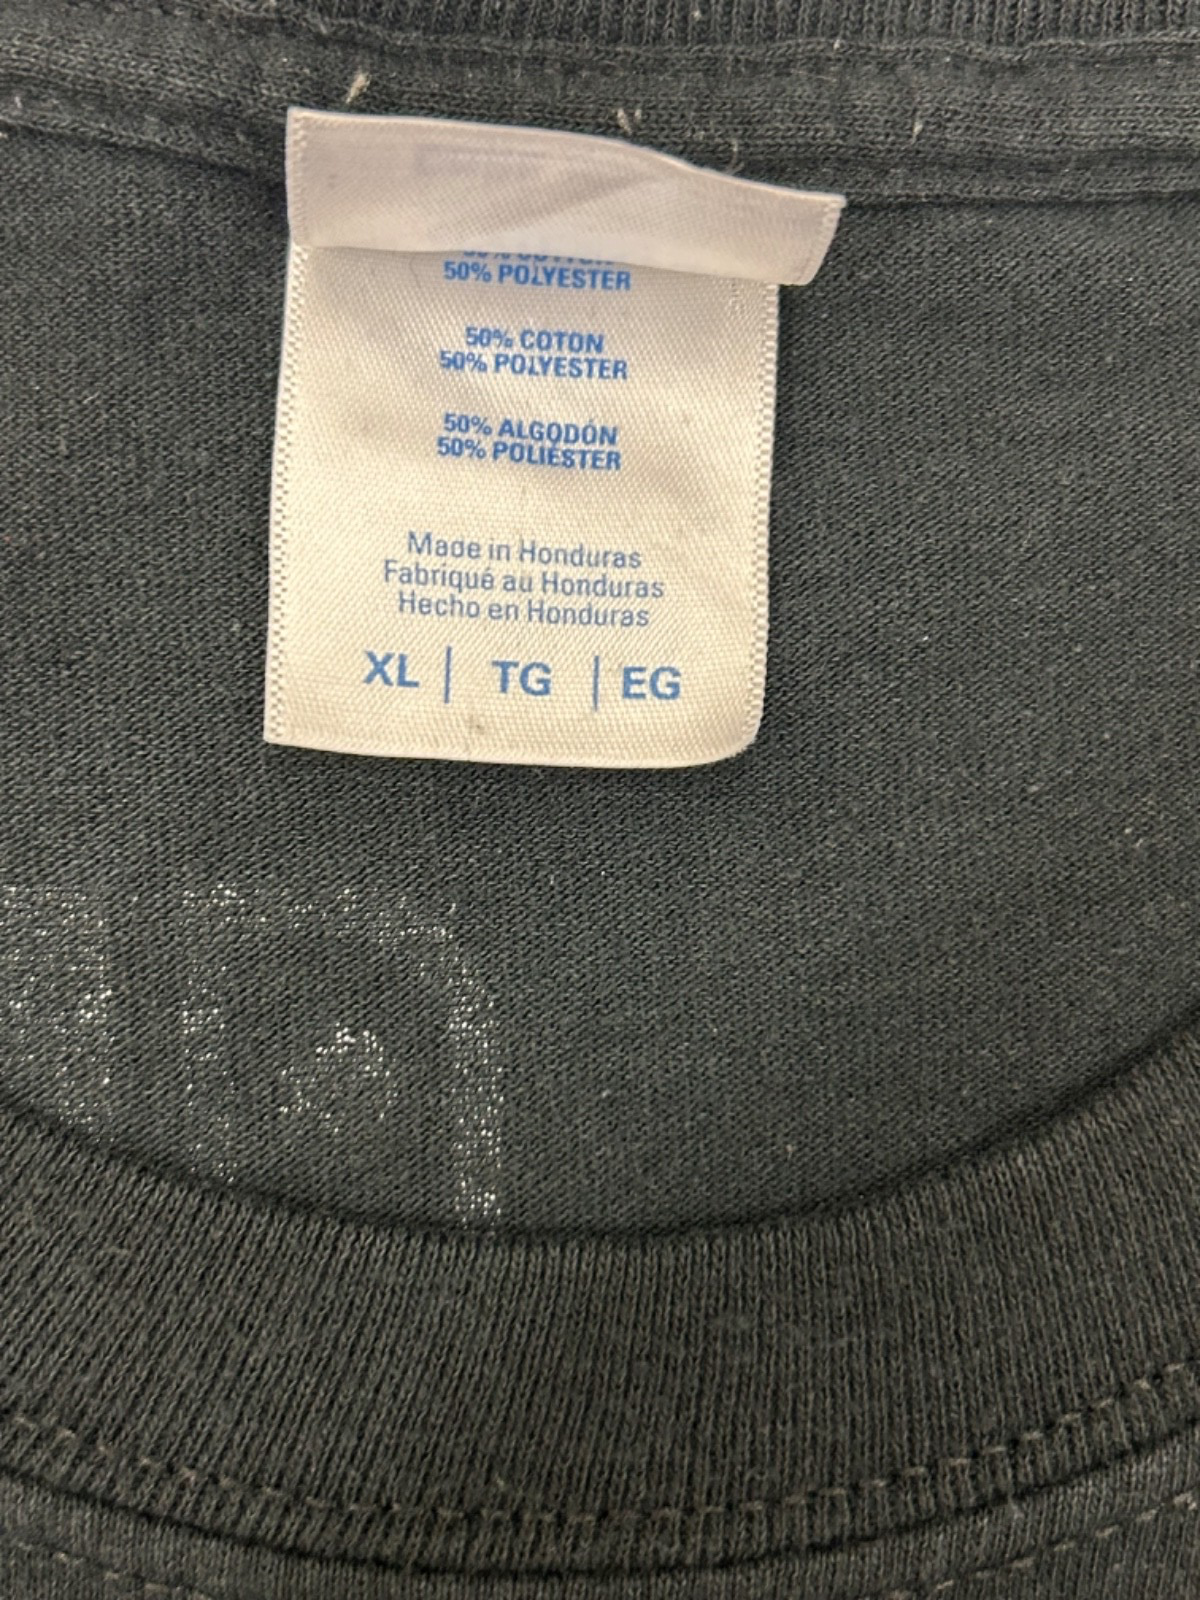 50% POLYESTER
50% COTON
50% POLYESTER
50% ALGODÓN
50% POLIÉSTER
Made in Honduras
Fabriqué au Honduras
Hecho en Honduras
XL | TG | EG